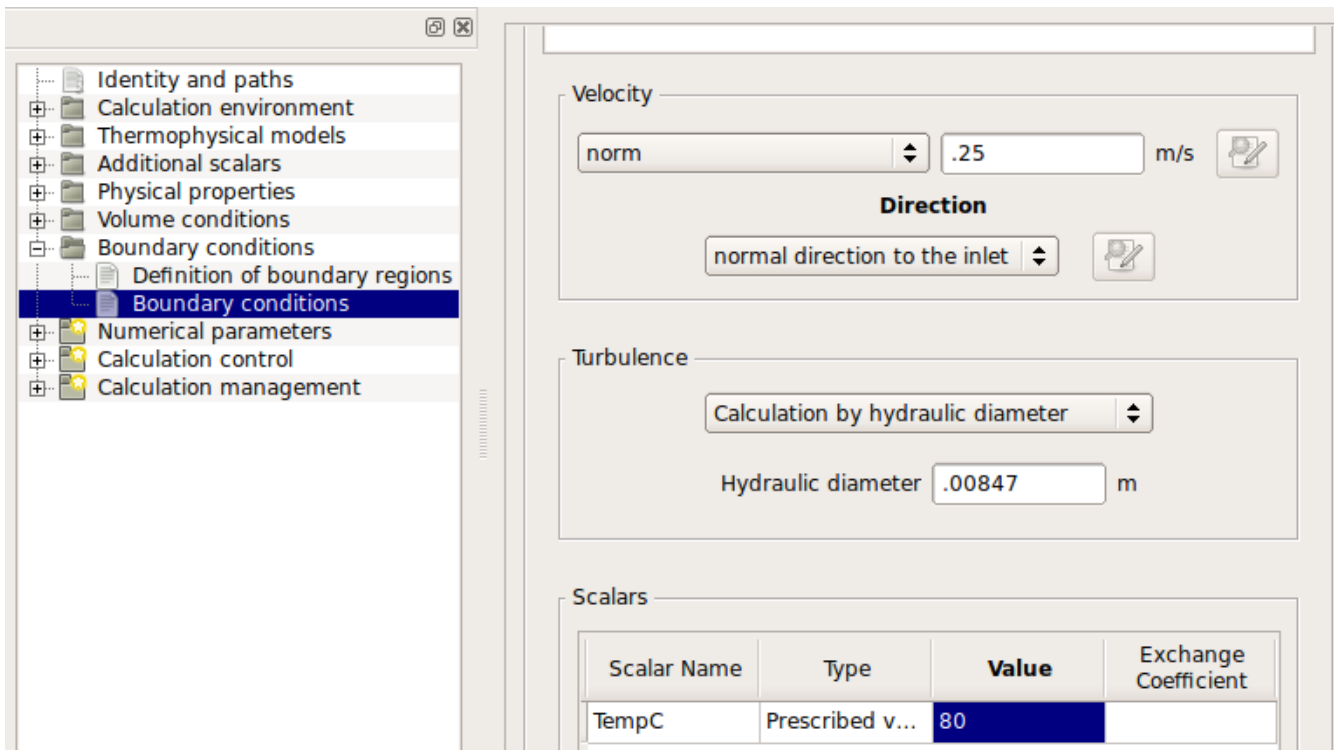 Identity and paths
Calculation environment
Thermophysical models
Additional scalars
Physical properties
Volume conditions
Boundary conditions
Definition of boundary regions
Boundary conditions
Numerical parameters
Calculation control
Calculation management
Velocity
norm .25 m/s
Direction
normal direction to the inlet
Turbulence
Calculation by hydraulic diameter
Hydraulic diameter .00847 m
Scalars
Scalar Name Type Value Exchange Coefficient
TempC Prescribed v... 80